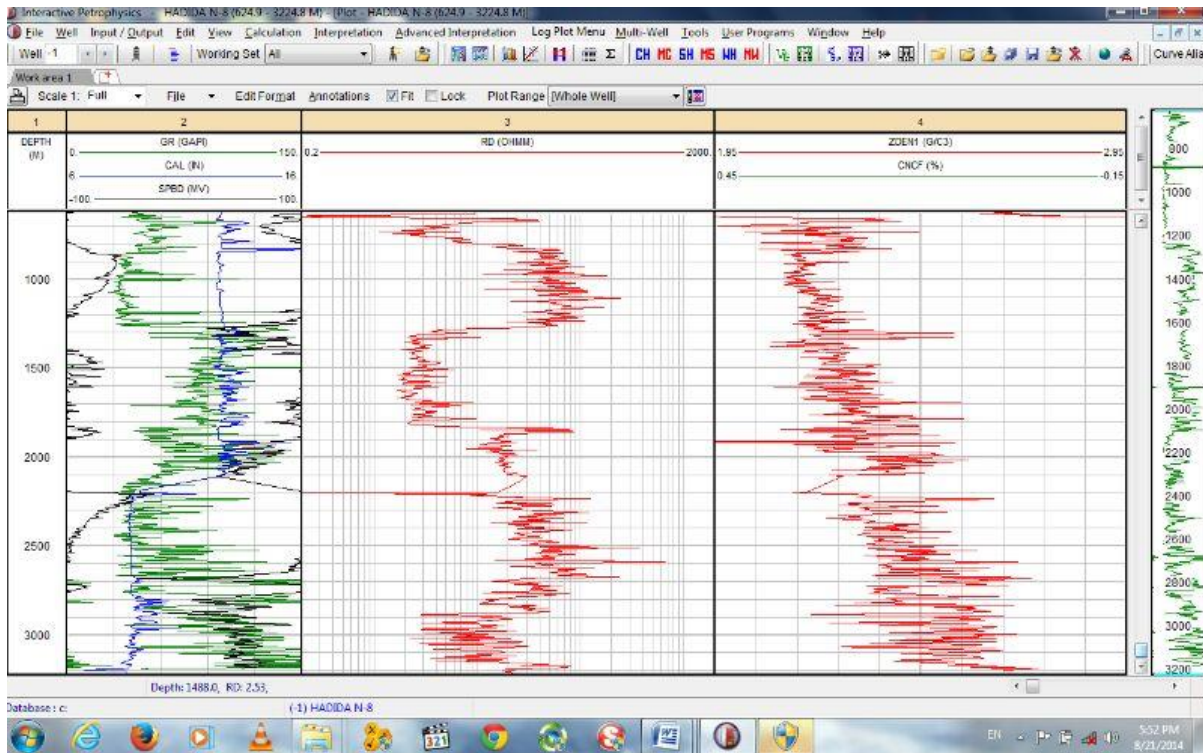 Interactive Petrophysics - HADIDA N-8 (624.9 - 3224.8 M) - [Plot - HADIDA N-8 (624.9 - 3224.8 M)]
File Well Input / Output Edit View Calculation Interpretation Advanced Interpretation Log Plot Menu Multi-Well Tools User Programs Window Help
Well -1 Working Set All Σ CH MC SH MS WH MW Curve Alia
Work area 1
Scale 1: Full File Edit Format Annotations Fit Lock Plot Range [Whole Well]
1 2 3 4
DEPTH (M)
GR (GAPI)
0. 150.
CAL (IN)
6. 16.
SPBD (MV)
-100. 100.
RD (OHMM)
0.2 2000.
ZDEN1 (G/C3)
1.95 2.95
CNCF (%)
0.45 -0.15
1000
1500
2000
2500
3000
800
1000
1200
1400
1600
1800
2000
2200
2400
2600
2800
3000
3200
Depth: 1488.0, RD: 2.53,
Database : c: (-1) HADIDA N-8
321
EN
5:52 PM
8/21/2014